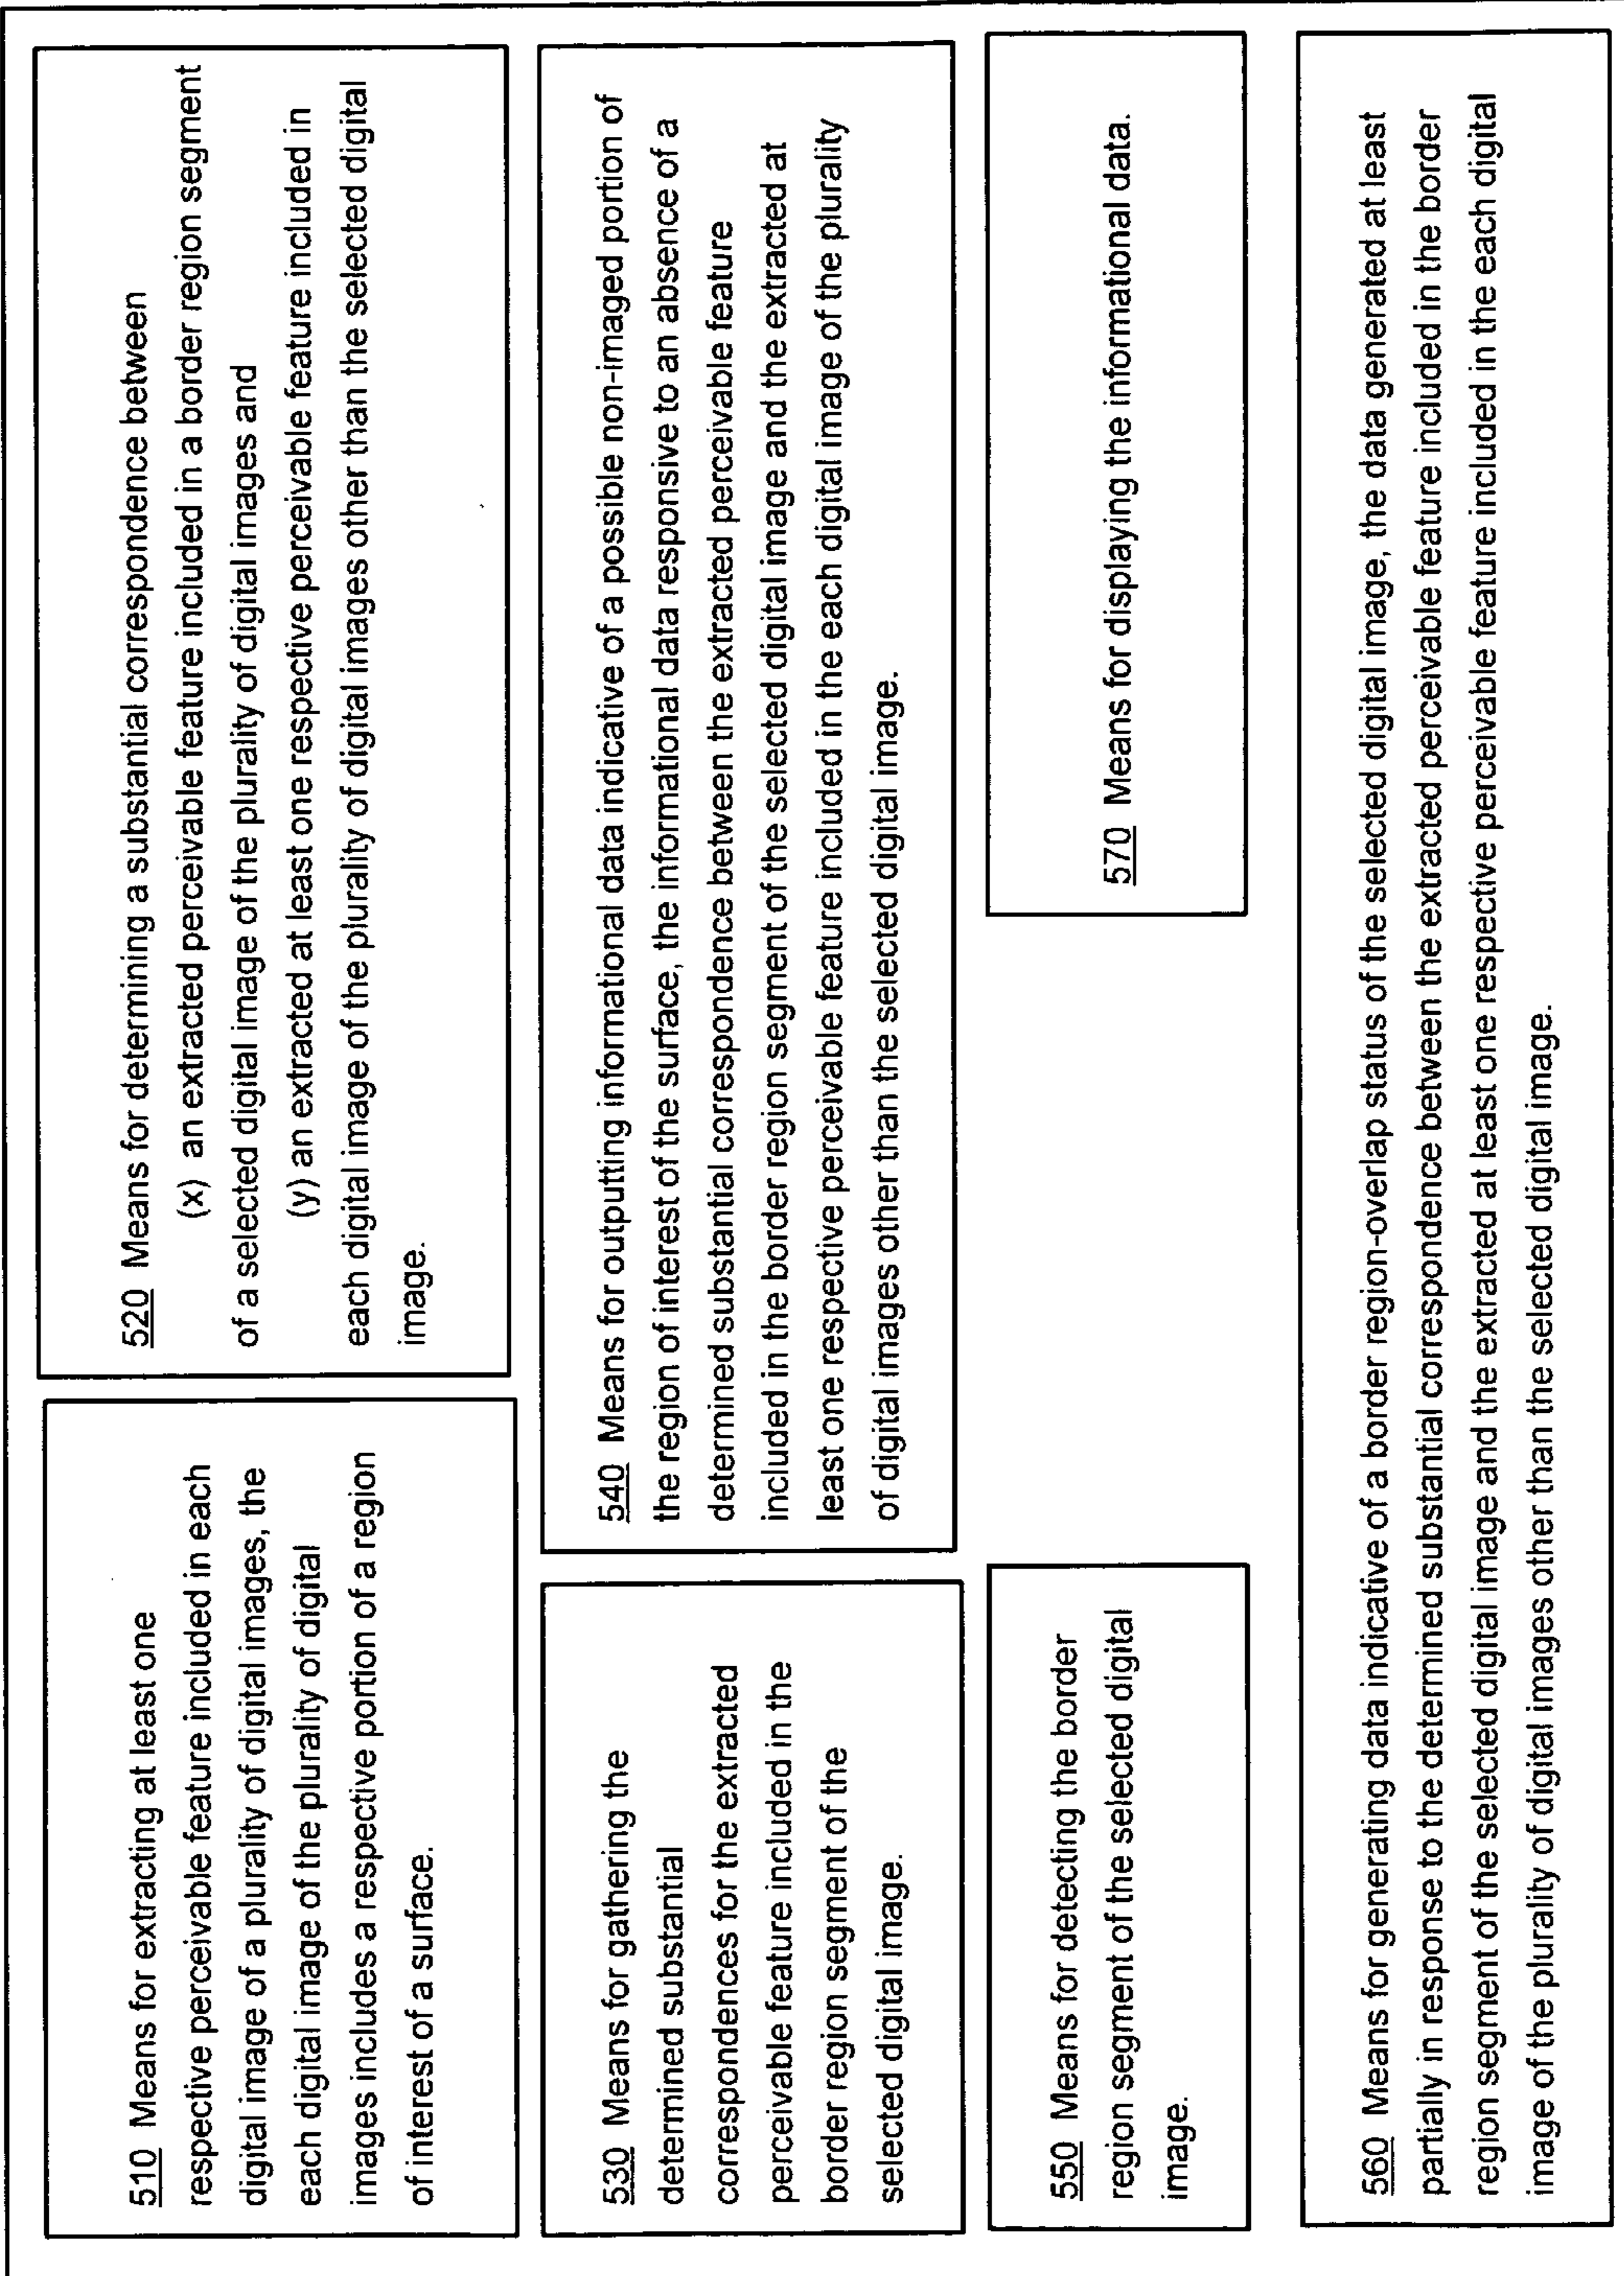 510 Means for extracting at least one
respective perceivable feature included in each
digital image of a plurality of digital images, the
each digital image of the plurality of digital
images includes a respective portion of a region
of interest of a surface.
520 Means for determining a substantial correspondence between
(x) an extracted perceivable feature included in a border region segment
of a selected digital image of the plurality of digital images and
(y) an extracted at least one respective perceivable feature included in
each digital image of the plurality of digital images other than the selected digital
image.
530 Means for gathering the
determined substantial
correspondences for the extracted
perceivable feature included in the
border region segment of the
selected digital image.
540 Means for outputting informational data indicative of a possible non-imaged portion of
the region of interest of the surface, the informational data responsive to an absence of a
determined substantial correspondence between the extracted perceivable feature
included in the border region segment of the selected digital image and the extracted at
least one respective perceivable feature included in the each digital image of the plurality
of digital images other than the selected digital image.
550 Means for detecting the border
region segment of the selected digital
image.
570 Means for displaying the informational data.
560 Means for generating data indicative of a border region-overlap status of the selected digital image, the data generated at least
partially in response to the determined substantial correspondence between the extracted perceivable feature included in the border
region segment of the selected digital image and the extracted at least one respective perceivable feature included in the each digital
image of the plurality of digital images other than the selected digital image.